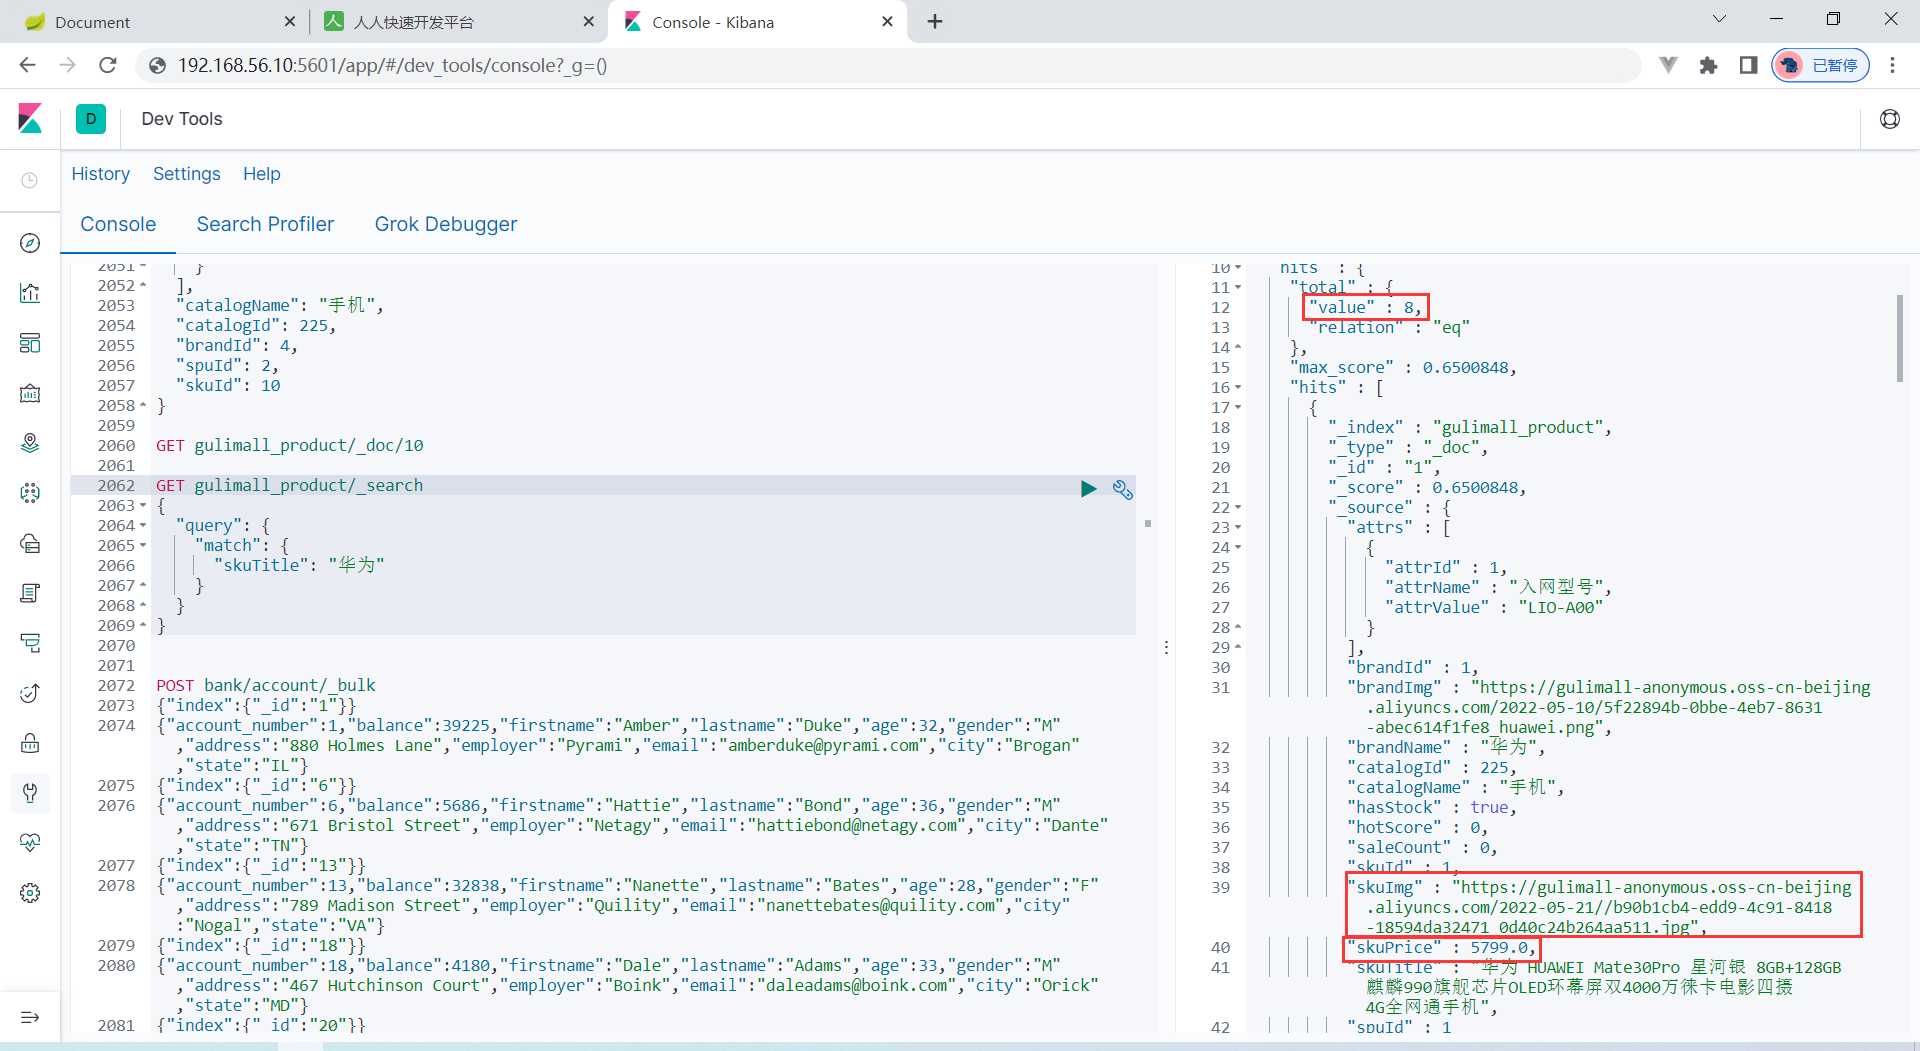 Document
人人快速开发平台
Console - Kibana
192.168.56.10:5601/app/#/dev_tools/console?_g=()
已暂停
D
Dev Tools
History
Settings
Help
Console
Search Profiler
Grok Debugger
2051
}
2052
],
2053
"catalogName": "手机",
2054
"catalogId": 225,
2055
"brandId": 4,
2056
"spuId": 2,
2057
"skuId": 10
2058
}
2059
2060
GET gulimall_product/_doc/10
2061
2062
GET gulimall_product/_search
2063
{
2064
"query": {
2065
"match": {
2066
"skuTitle": "华为"
2067
}
2068
}
2069
}
2070
2071
2072
POST bank/account/_bulk
2073
{"index":{"_id":"1"}}
2074
{"account_number":1,"balance":39225,"firstname":"Amber","lastname":"Duke","age":32,"gender":"M"
,"address":"880 Holmes Lane","employer":"Pyrami","email":"amberduke@pyrami.com","city":"Brogan"
,"state":"IL"}
2075
{"index":{"_id":"6"}}
2076
{"account_number":6,"balance":5686,"firstname":"Hattie","lastname":"Bond","age":36,"gender":"M"
,"address":"671 Bristol Street","employer":"Netagy","email":"hattiebond@netagy.com","city":"Dante"
,"state":"TN"}
2077
{"index":{"_id":"13"}}
2078
{"account_number":13,"balance":32838,"firstname":"Nanette","lastname":"Bates","age":28,"gender":"F"
,"address":"789 Madison Street","employer":"Quility","email":"nanettebates@quility.com","city"
:"Nogal","state":"VA"}
2079
{"index":{"_id":"18"}}
2080
{"account_number":18,"balance":4180,"firstname":"Dale","lastname":"Adams","age":33,"gender":"M"
,"address":"467 Hutchinson Court","employer":"Boink","email":"daleadams@boink.com","city":"Orick"
,"state":"MD"}
2081
{"index":{"_id":"20"}}
10
hits : {
11
"total" : {
12
"value" : 8,
13
"relation" : "eq"
14
},
15
"max_score" : 0.6500848,
16
"hits" : [
17
{
18
"_index" : "gulimall_product",
19
"_type" : "_doc",
20
"_id" : "1",
21
"_score" : 0.6500848,
22
"_source" : {
23
"attrs" : [
24
{
25
"attrId" : 1,
26
"attrName" : "入网型号",
27
"attrValue" : "LIO-A00"
28
}
29
],
30
"brandId" : 1,
31
"brandImg" : "https://gulimall-anonymous.oss-cn-beijing
.aliyuncs.com/2022-05-10/5f22894b-0bbe-4eb7-8631
-abec614f1fe8_huawei.png",
32
"brandName" : "华为",
33
"catalogId" : 225,
34
"catalogName" : "手机",
35
"hasStock" : true,
36
"hotScore" : 0,
37
"saleCount" : 0,
38
"skuId" : 1,
39
"skuImg" : "https://gulimall-anonymous.oss-cn-beijing
.aliyuncs.com/2022-05-21//b90b1cb4-edd9-4c91-8418
-18594da32471_0d40c24b264aa511.jpg",
40
"skuPrice" : 5799.0,
41
"skuTitle" : "华为 HUAWEI Mate30Pro 星河银 8GB+128GB
麒麟990旗舰芯片OLED环幕屏双4000万徕卡电影四摄
4G全网通手机",
42
"spuId" : 1